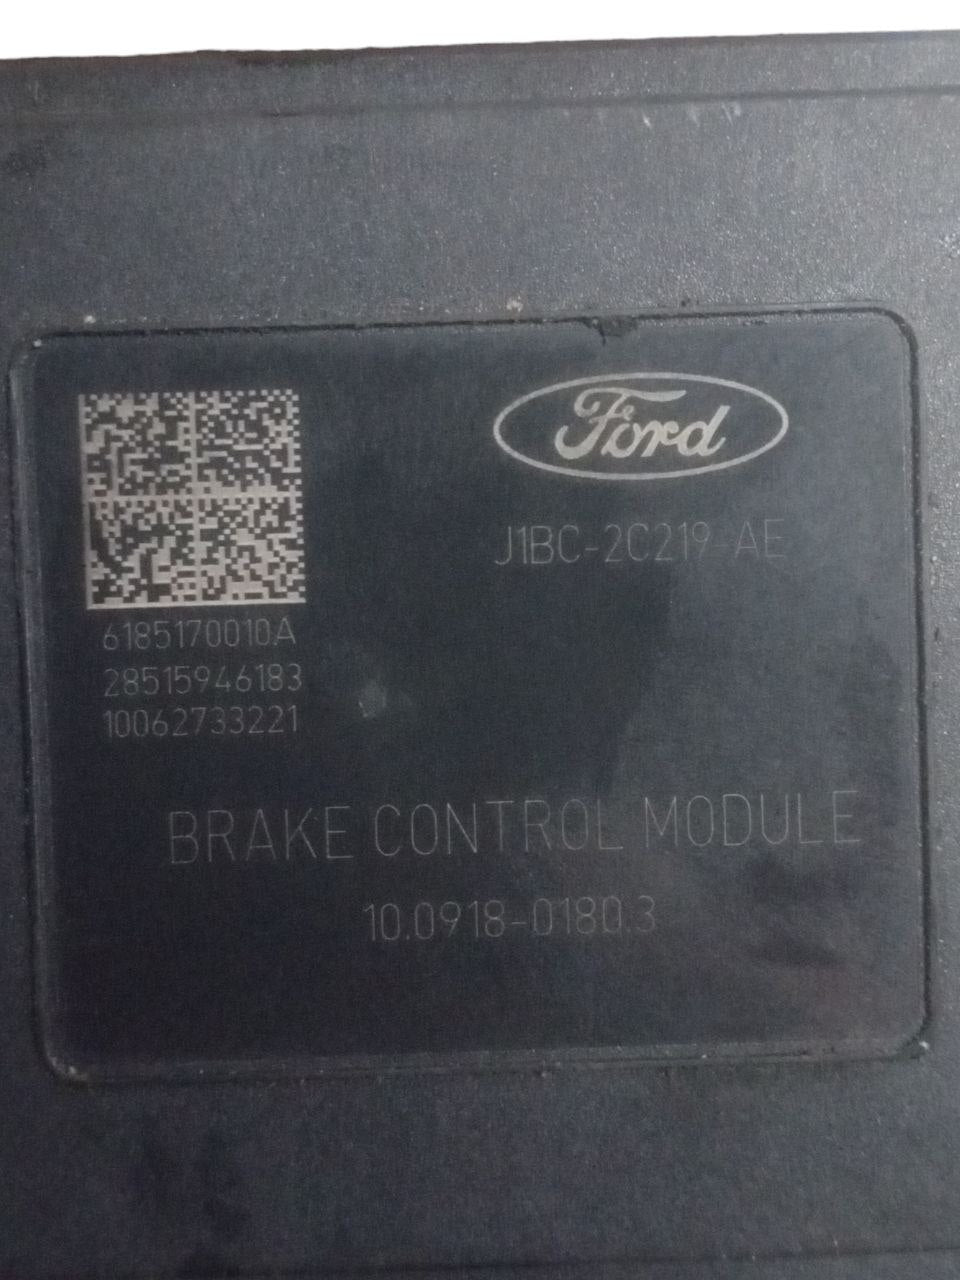 Ford
J1BC-2C219-AE
6185170010A
28515946183
10062733221
BRAKE CONTROL MODULE
10.0918-0180.3